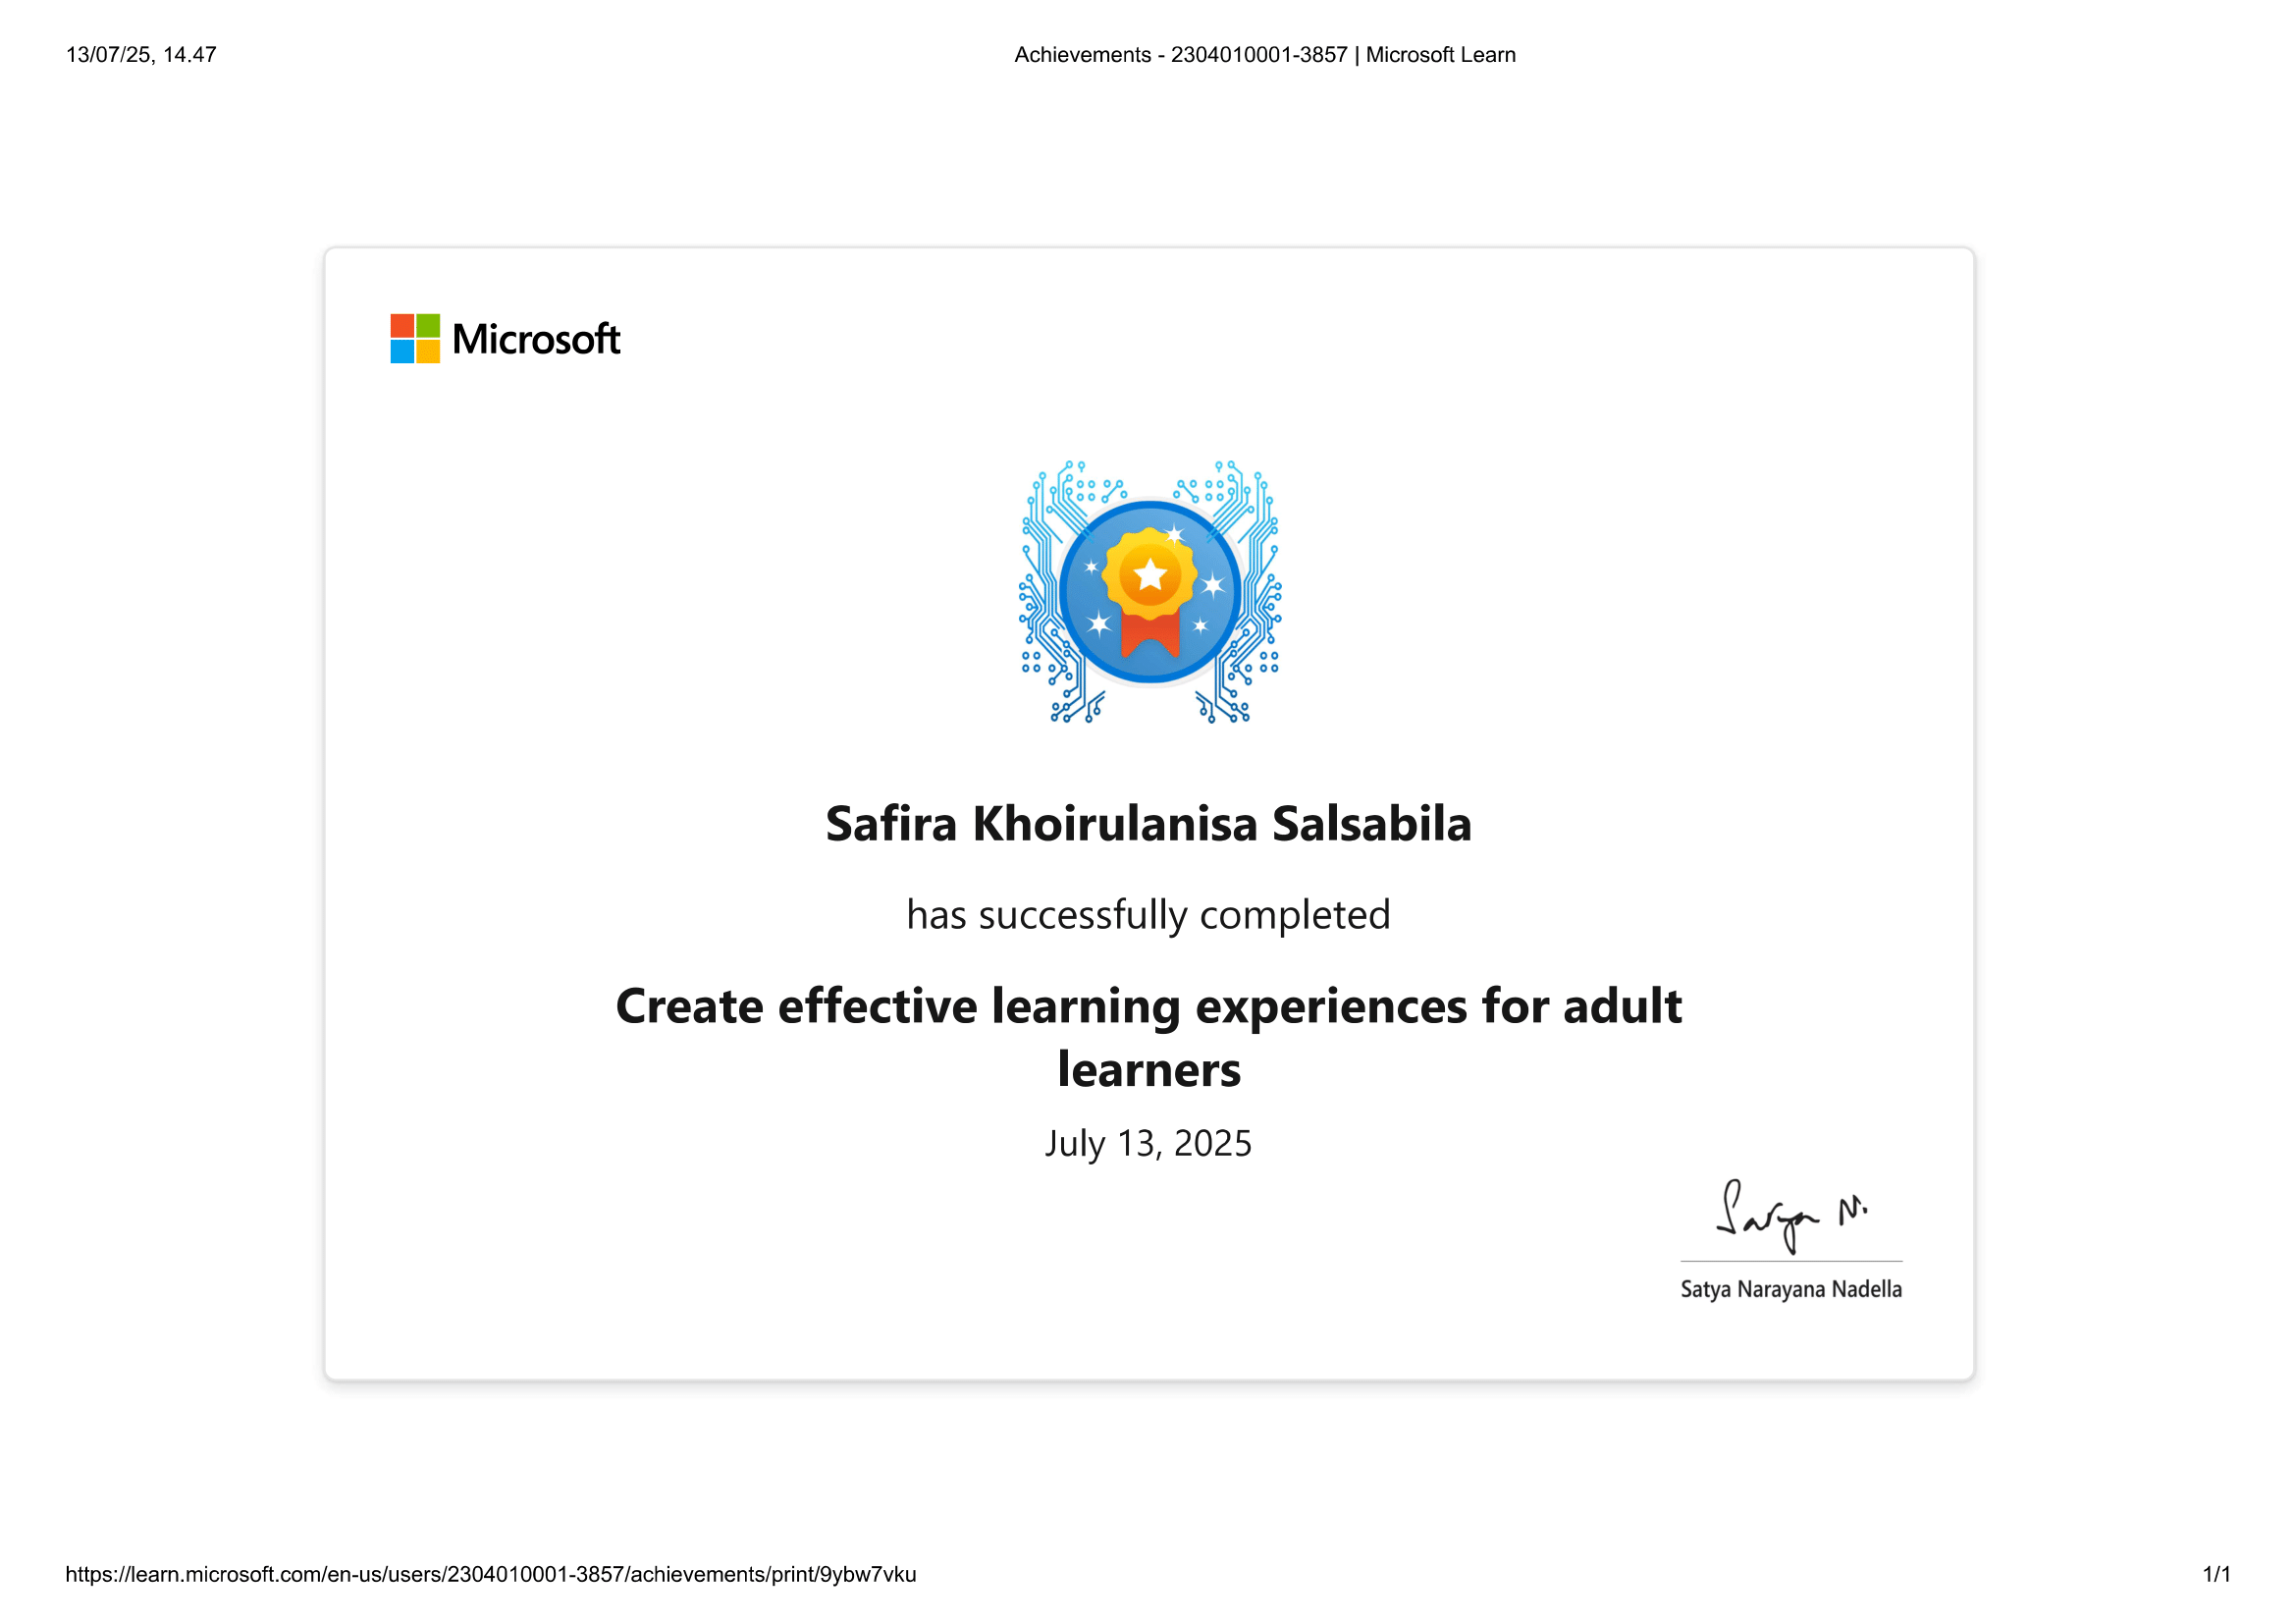 13/07/25, 14.47
Achievements - 2304010001-3857 | Microsoft Learn
Microsoft
Safira Khoirulanisa Salsabila
has successfully completed
Create effective learning experiences for adult
learners
July 13, 2025
Satya N.
Satya Narayana Nadella
https://learn.microsoft.com/en-us/users/2304010001-3857/achievements/print/9ybw7vku
1/1